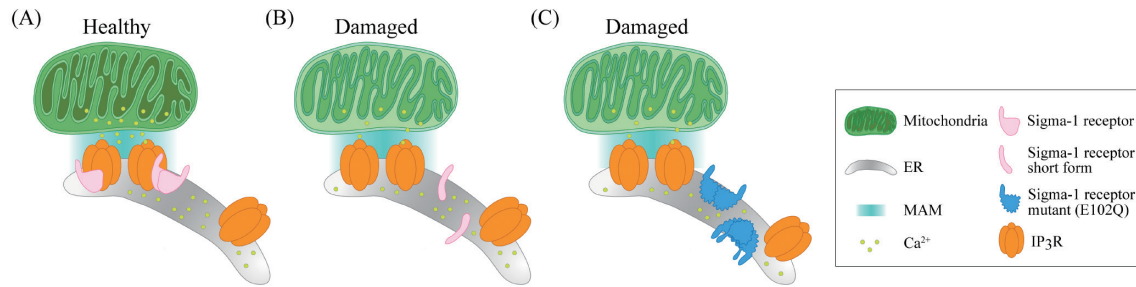 (A)
Healthy
(B)
Damaged
(C)
Damaged
Mitochondria
ER
MAM
Ca²⁺
Sigma-1 receptor
Sigma-1 receptor
short form
Sigma-1 receptor
mutant (E102Q)
IP₃R